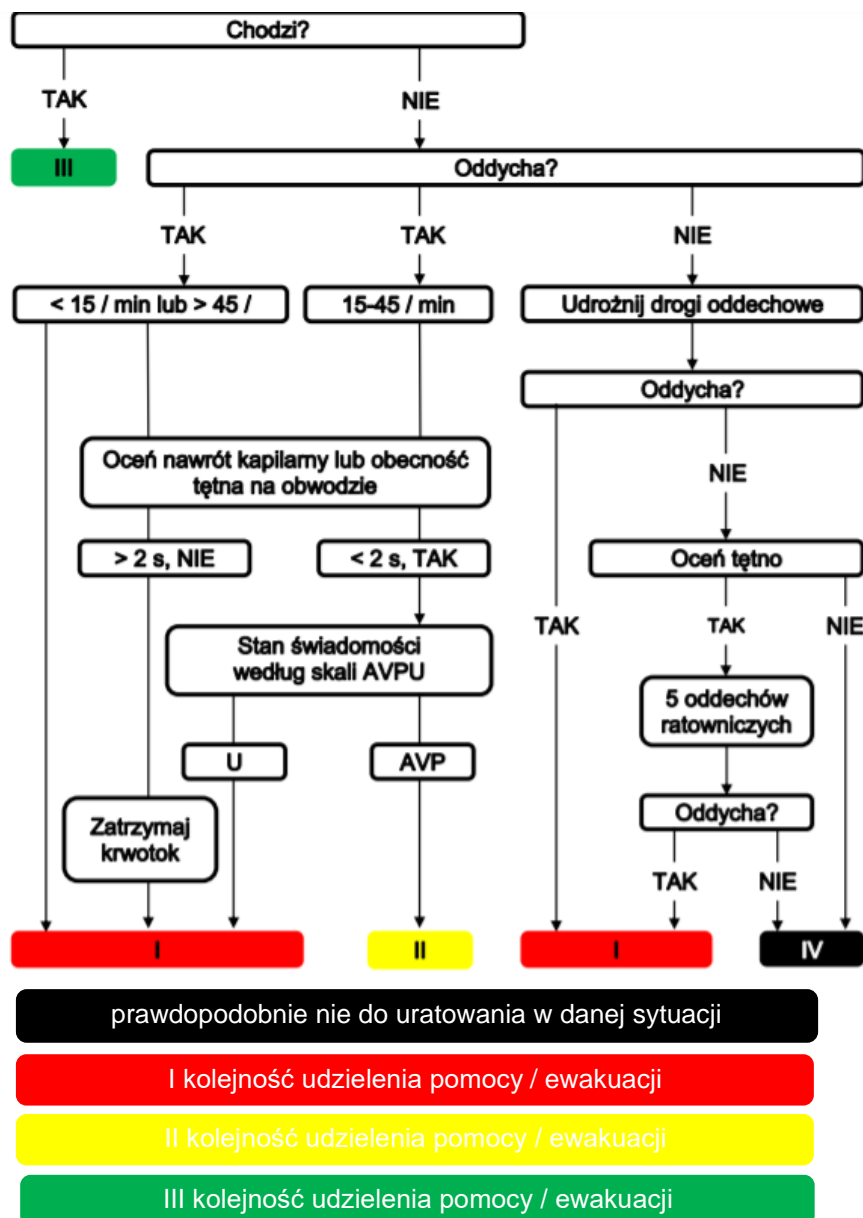 Chodzi?
TAK
NIE
III
Oddycha?
TAK
TAK
NIE
< 15 / min lub > 45 /
15-45 / min
Udrożnij drogi oddechowe
Oddycha?
Oceń nawrót kapilarny lub obecność
tętna na obwodzie
NIE
> 2 s, NIE
< 2 s, TAK
Oceń tętno
TAK
TAK
NIE
Stan świadomości
według skali AVPU
5 oddechów
ratowniczych
U
AVP
Zatrzymaj
krwotok
Oddycha?
TAK
NIE
I
II
I
IV
prawdopodobnie nie do uratowania w danej sytuacji
I kolejność udzielenia pomocy / ewakuacji
II kolejność udzielenia pomocy / ewakuacji
III kolejność udzielenia pomocy / ewakuacji